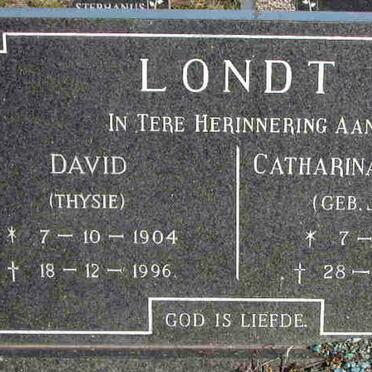 STEPHANUS
LONDT
IN TERE HERINNERING AAN
DAVID
(THYSIE)
* 7 – 10 – 1904
† 18 – 12 – 1996.
CATHARINA
(GEB.
* 7 –
† 28 –
GOD IS LIEFDE.